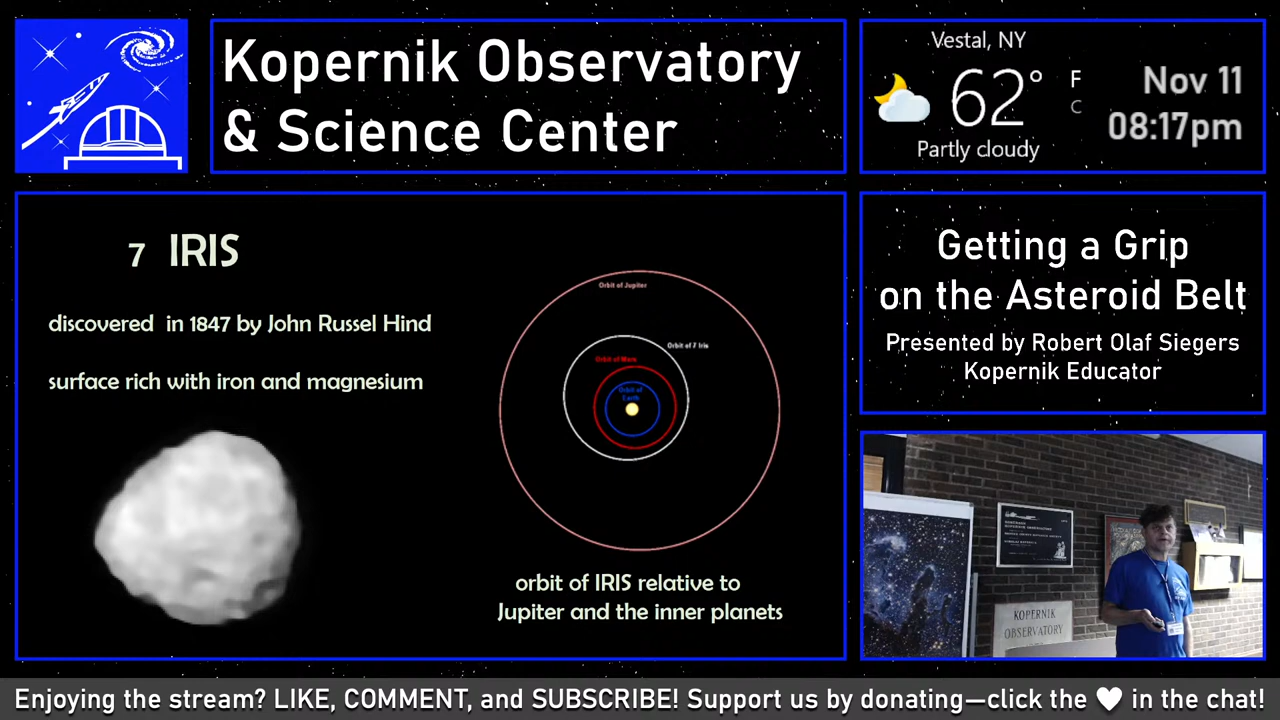 Kopernik Observatory
& Science Center
Vestal, NY
62°
F
C
Partly cloudy
Nov 11
08:17pm
7 IRIS
discovered in 1847 by John Russel Hind
surface rich with iron and magnesium
Orbit of Jupiter
Orbit of 7 Iris
Orbit of Mars
Orbit of
Earth
orbit of IRIS relative to
Jupiter and the inner planets
Getting a Grip
on the Asteroid Belt
Presented by Robert Olaf Siegers
Kopernik Educator
KOPERNIK
OBSERVATORY
Enjoying the stream? LIKE, COMMENT, and SUBSCRIBE! Support us by donating—click the ♥ in the chat!